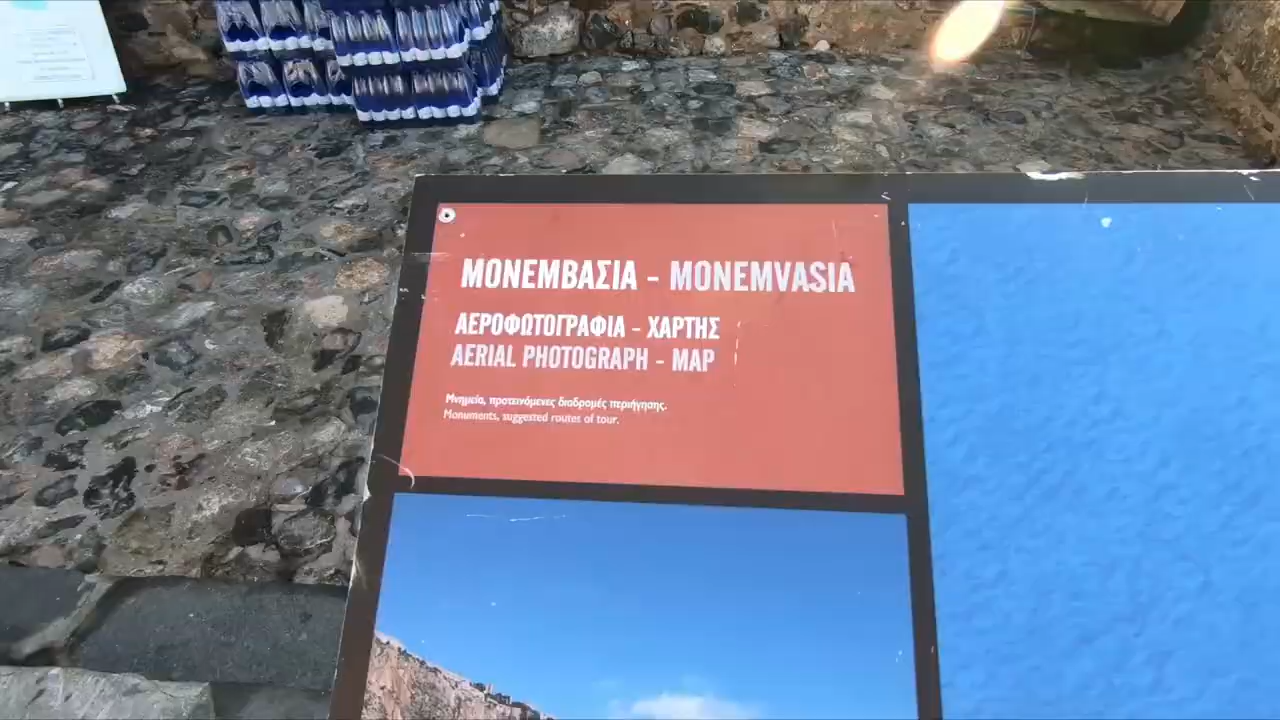 ΜΟΝΕΜΒΑΣΙΑ - MONEMVASIA
ΑΕΡΟΦΩΤΟΓΡΑΦΙΑ - ΧΑΡΤΗΣ
AERIAL PHOTOGRAPH - MAP
Μνημεία, προτεινόμενες διαδρομές περιήγησης.
Monuments, suggested routes of tour.